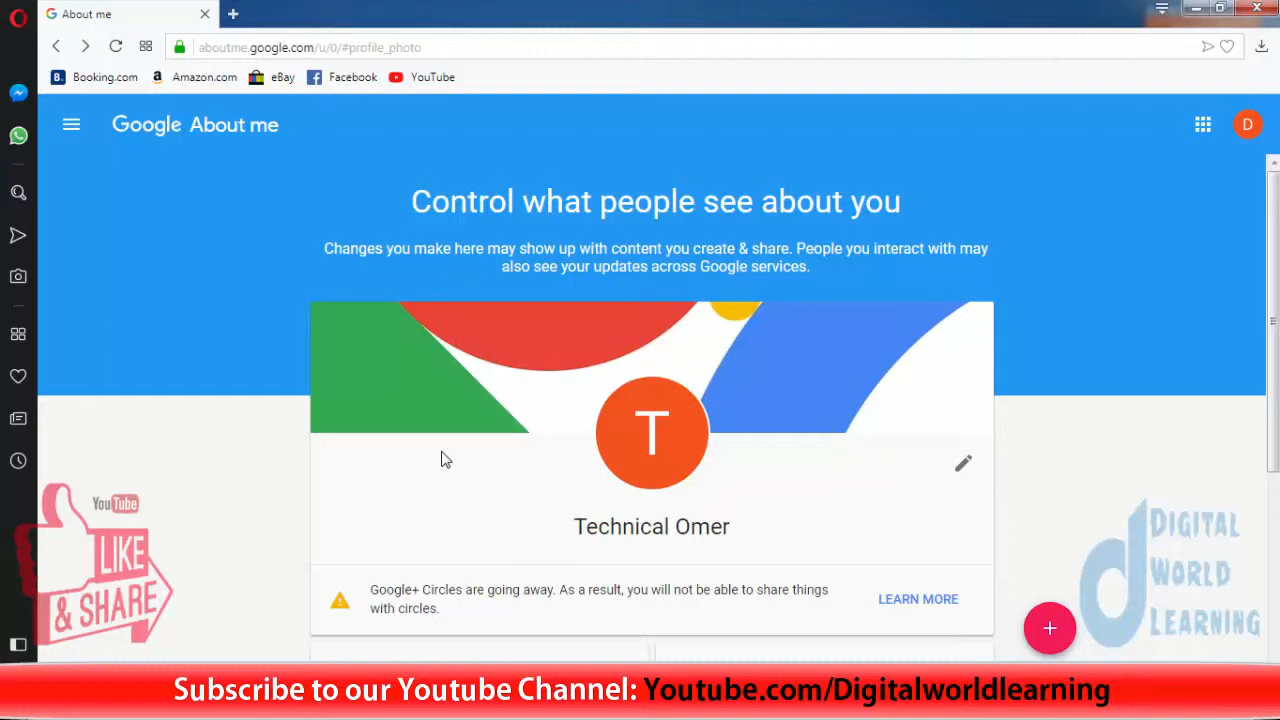 About me
aboutme.google.com/u/0/#profile_photo
B. Booking.com
a Amazon.com
eBay
Facebook
YouTube
Google About me
D
Control what people see about you
Changes you make here may show up with content you create & share. People you interact with may
also see your updates across Google services.
T
Technical Omer
Google+ Circles are going away. As a result, you will not be able to share things
with circles.
LEARN MORE
YouTube
LIKE
& SHARE
DIGITAL
WORLD
LEARNING
Subscribe to our Youtube Channel: Youtube.com/Digitalworldlearning